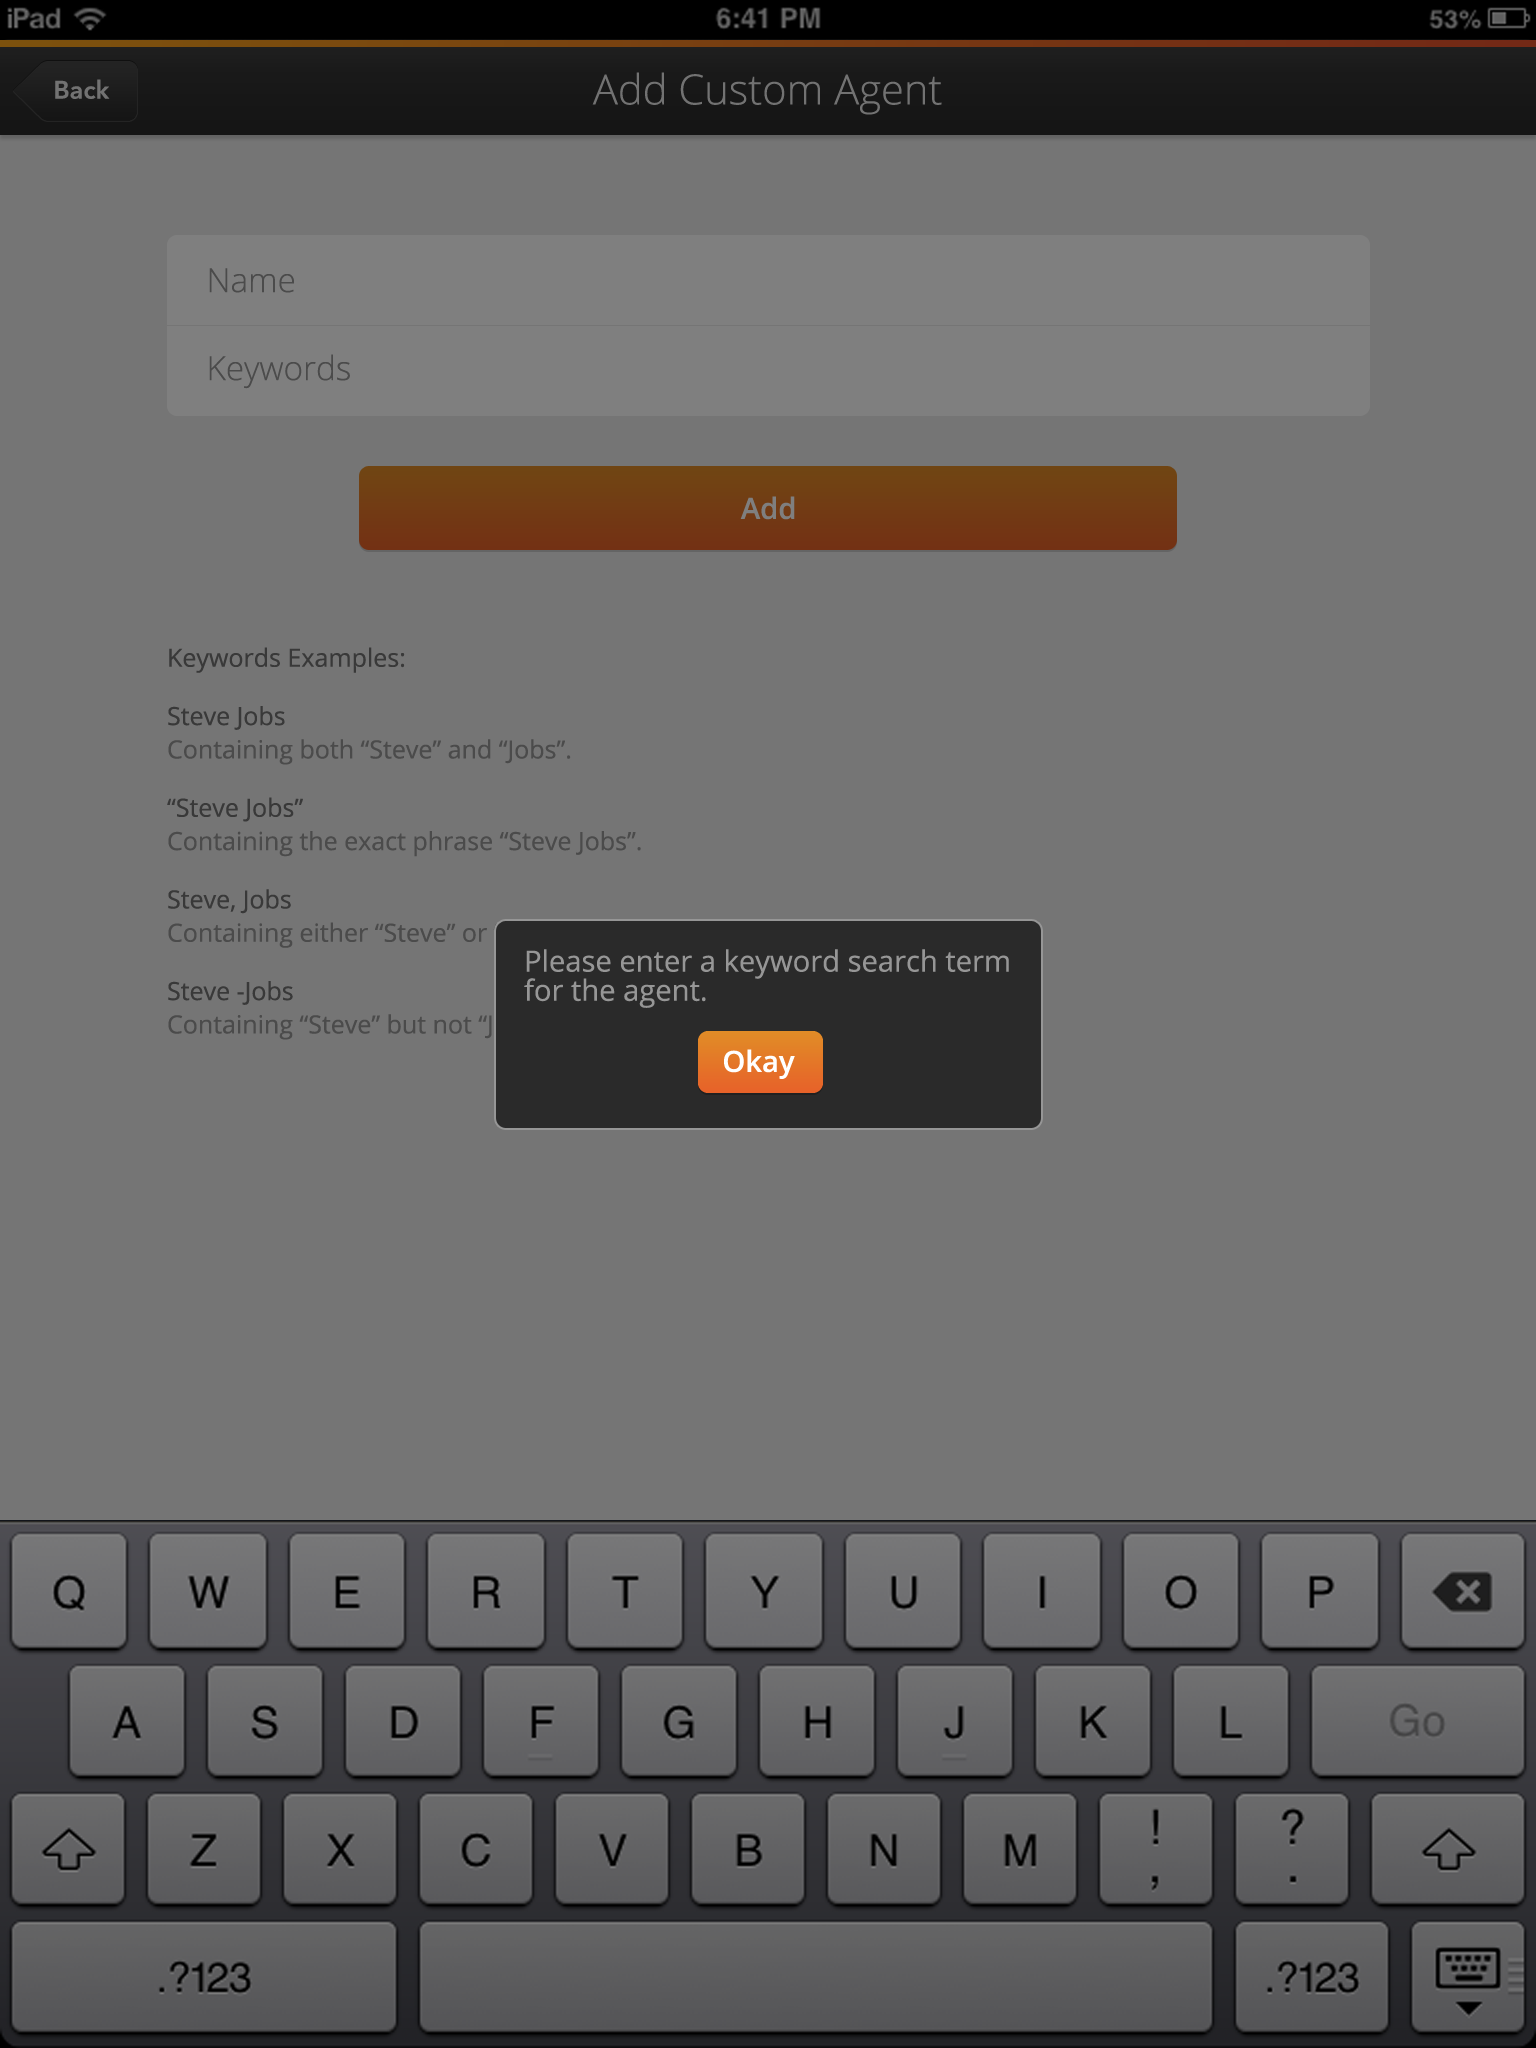 iPad 6:41 PM 53%
Back Add Custom Agent
Name
Keywords
Add
Keywords Examples:
Steve Jobs
Containing both “Steve” and “Jobs”.
“Steve Jobs”
Containing the exact phrase “Steve Jobs”.
Steve, Jobs
Containing either “Steve” or
Steve -Jobs
Containing “Steve” but not “J
Please enter a keyword search term
for the agent.
Okay
Q W E R T Y U I O P
A S D F G H J K L Go
Z X C V B N M ! , ? .
.?123 .?123